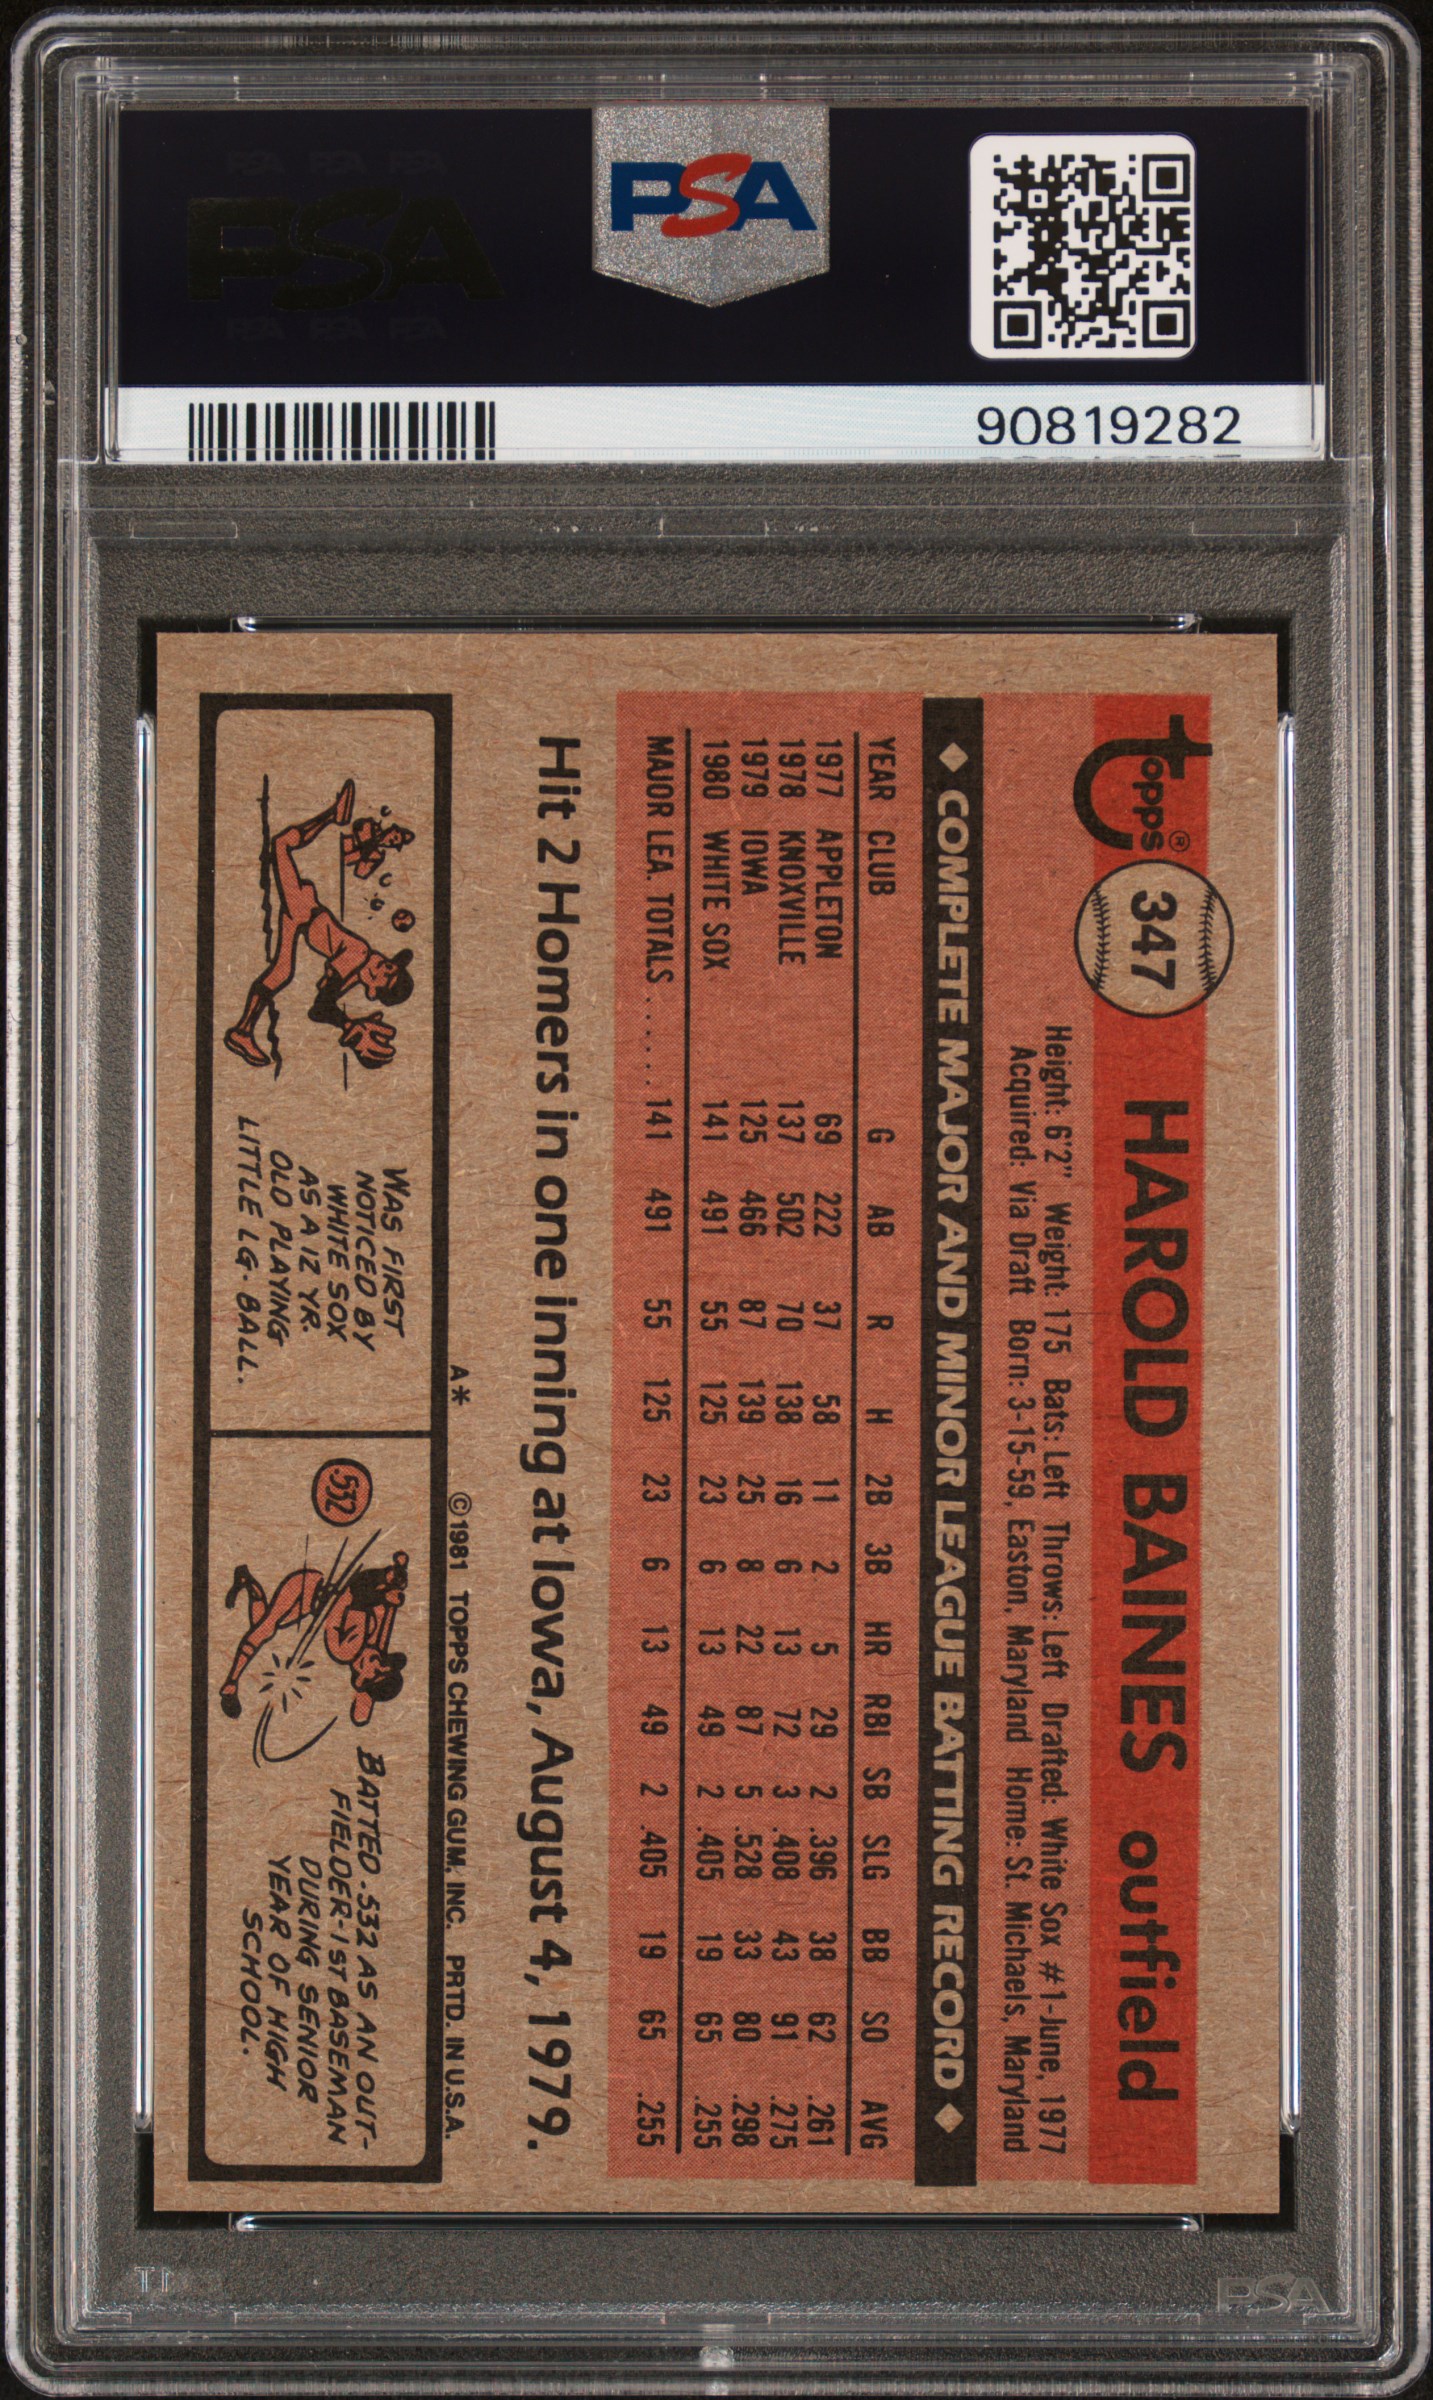 PSA PSA PSA
PSA
PSA PSA PSA
PSA
90819282
Topps®
347
HAROLD BAINES outfield
Height: 6'2" Weight: 175 Bats: Left Throws: Left Drafted: White Sox #1-June, 1977
Acquired: Via Draft Born: 3-15-59, Easton, Maryland Home: St. Michaels, Maryland
◆ COMPLETE MAJOR AND MINOR LEAGUE BATTING RECORD ◆
YEAR CLUB G AB R H 2B 3B HR RBI SB SLG BB SO AVG
1977 APPLETON 69 222 37 58 11 2 5 29 2 .396 38 62 .261
1978 KNOXVILLE 137 502 70 138 16 6 13 72 3 .408 43 91 .275
1979 IOWA 125 466 87 139 25 8 22 87 5 .528 33 80 .298
1980 WHITE SOX 141 491 55 125 23 6 13 49 2 .405 19 65 .255
MAJOR LEA. TOTALS...... 141 491 55 125 23 6 13 49 2 .405 19 65 .255
Hit 2 Homers in one inning at Iowa, August 4, 1979.
A* ©1981 TOPPS CHEWING GUM, INC. PRTD. IN U.S.A.
WAS FIRST
NOTICED BY
WHITE SOX
AS A 12 YR.
OLD PLAYING
LITTLE LG. BALL.
.532
BATTED .532 AS AN OUT-
FIELDER-1ST BASEMAN
DURING SENIOR
YEAR OF HIGH
SCHOOL.
PSA